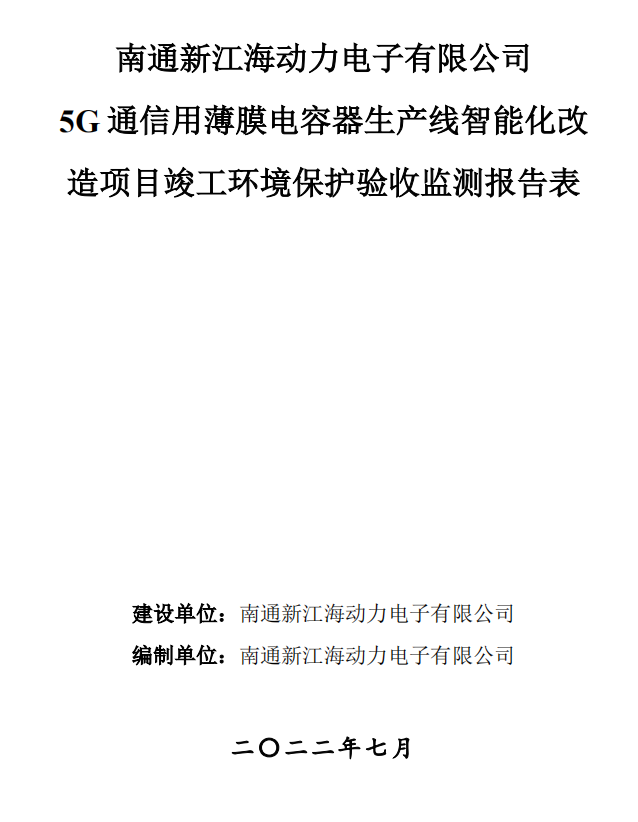 南通新江海动力电子有限公司
5G 通信用薄膜电容器生产线智能化改
造项目竣工环境保护验收监测报告表
建设单位：南通新江海动力电子有限公司
编制单位：南通新江海动力电子有限公司
二〇二二年七月